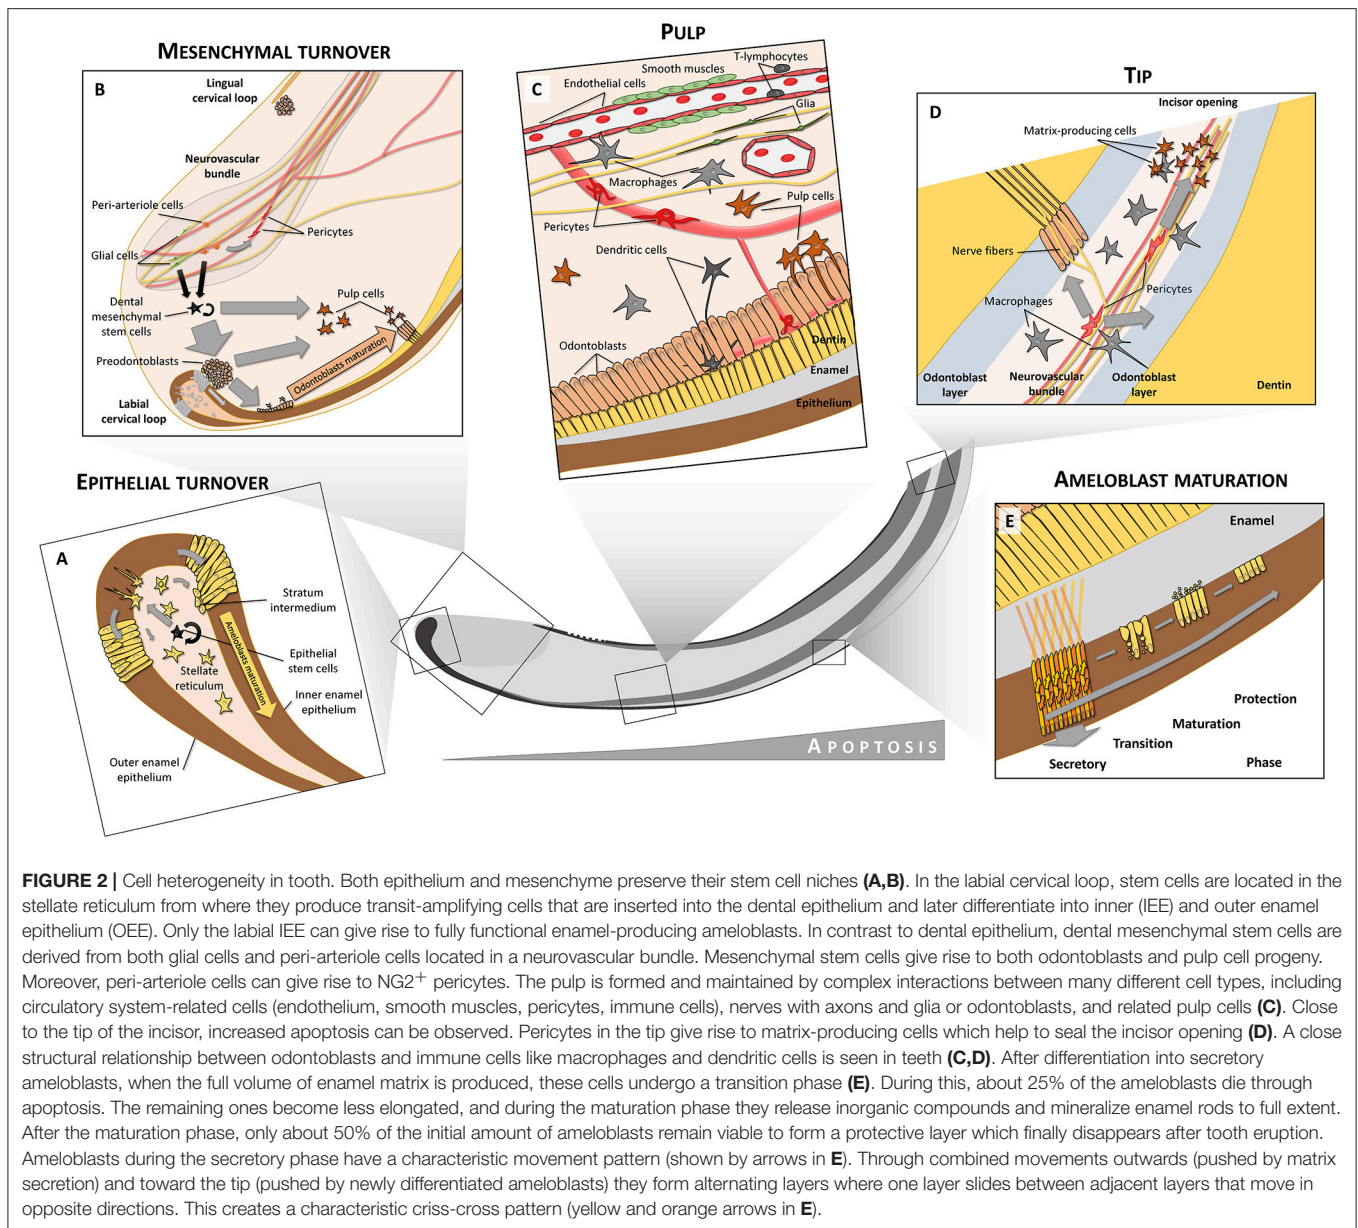 MESENCHYMAL TURNOVER
B
Lingual
cervical loop
Neurovascular
bundle
Peri-arteriole cells
Glial cells
Pericytes
Dental
mesenchymal
stem cells
Pulp cells
Preodontoblasts
Odontoblasts maturation
Labial
cervical loop
PULP
C
T-lymphocytes
Smooth muscles
Endothelial cells
Glia
Macrophages
Pulp cells
Pericytes
Dendritic cells
Odontoblasts
Dentin
Enamel
Epithelium
TIP
D
Incisor opening
Matrix-producing cells
Nerve fibers
Macrophages
Pericytes
Odontoblast
layer
Neurovascular
bundle
Odontoblast
layer
Dentin
EPITHELIAL TURNOVER
A
Stratum
intermedium
Ameloblasts maturation
Epithelial
stem cells
Stellate
reticulum
Inner enamel
epithelium
Outer enamel
epithelium
APOPTOSIS
AMELOBLAST MATURATION
E
Enamel
Protection
Maturation
Transition
Secretory
Phase
FIGURE 2 | Cell heterogeneity in tooth. Both epithelium and mesenchyme preserve their stem cell niches (A,B). In the labial cervical loop, stem cells are located in the
stellate reticulum from where they produce transit-amplifying cells that are inserted into the dental epithelium and later differentiate into inner (IEE) and outer enamel
epithelium (OEE). Only the labial IEE can give rise to fully functional enamel-producing ameloblasts. In contrast to dental epithelium, dental mesenchymal stem cells are
derived from both glial cells and peri-arteriole cells located in a neurovascular bundle. Mesenchymal stem cells give rise to both odontoblasts and pulp cell progeny.
Moreover, peri-arteriole cells can give rise to NG2+ pericytes. The pulp is formed and maintained by complex interactions between many different cell types, including
circulatory system-related cells (endothelium, smooth muscles, pericytes, immune cells), nerves with axons and glia or odontoblasts, and related pulp cells (C). Close
to the tip of the incisor, increased apoptosis can be observed. Pericytes in the tip give rise to matrix-producing cells which help to seal the incisor opening (D). A close
structural relationship between odontoblasts and immune cells like macrophages and dendritic cells is seen in teeth (C,D). After differentiation into secretory
ameloblasts, when the full volume of enamel matrix is produced, these cells undergo a transition phase (E). During this, about 25% of the ameloblasts die through
apoptosis. The remaining ones become less elongated, and during the maturation phase they release inorganic compounds and mineralize enamel rods to full extent.
After the maturation phase, only about 50% of the initial amount of ameloblasts remain viable to form a protective layer which finally disappears after tooth eruption.
Ameloblasts during the secretory phase have a characteristic movement pattern (shown by arrows in E). Through combined movements outwards (pushed by matrix
secretion) and toward the tip (pushed by newly differentiated ameloblasts) they form alternating layers where one layer slides between adjacent layers that move in
opposite directions. This creates a characteristic criss-cross pattern (yellow and orange arrows in E).